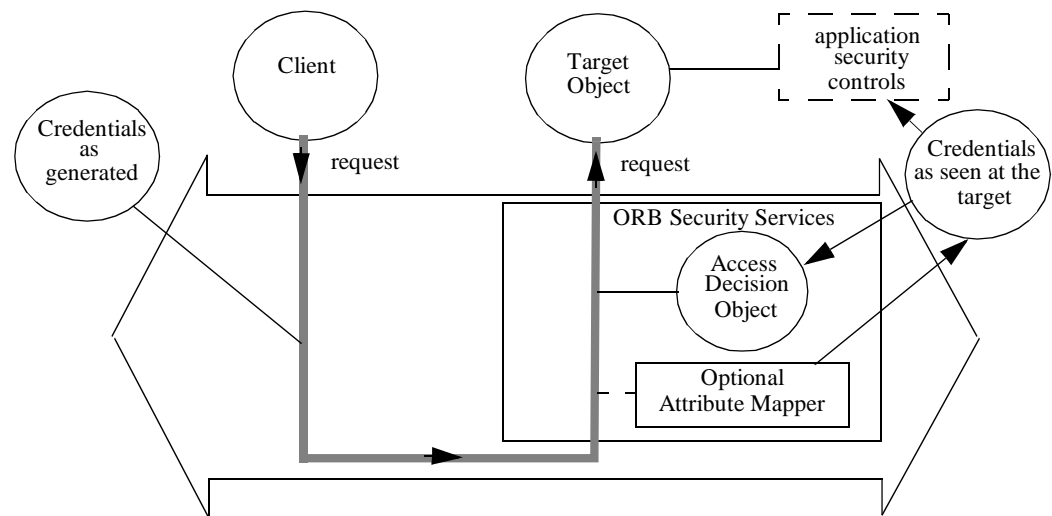 Client
Target
Object
application
security
controls
Credentials
as
generated
request
request
Credentials
as seen at the
target
ORB Security Services
Access
Decision
Object
Optional
Attribute Mapper